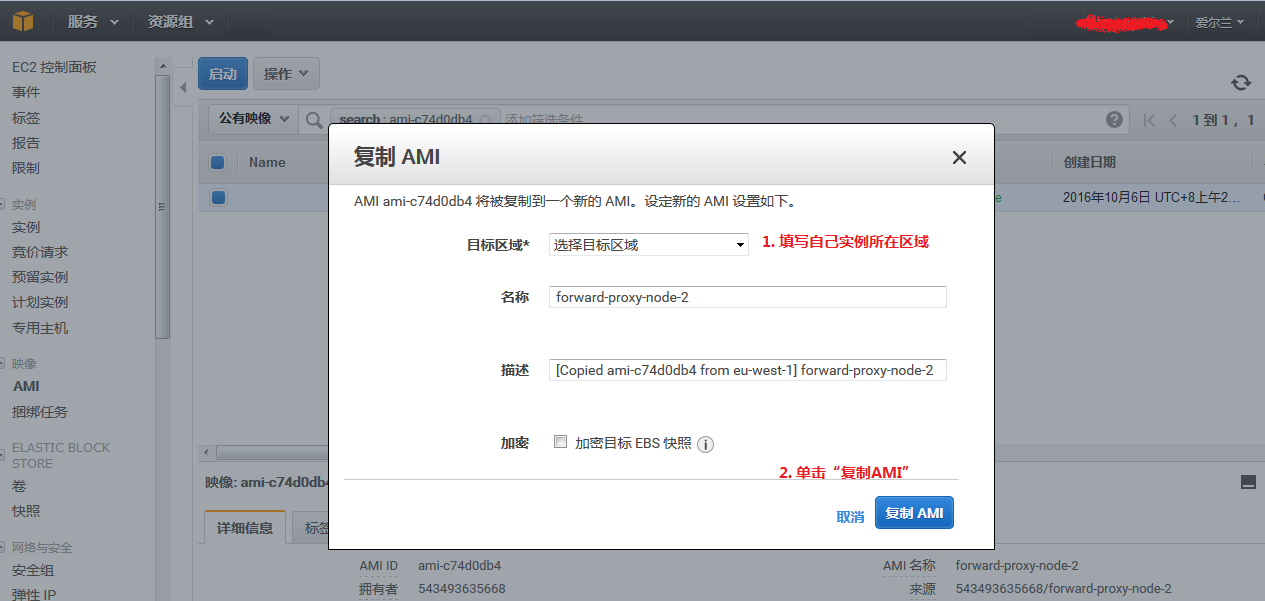 服务 资源组 爱尔兰
EC2 控制面板
事件
标签
报告
限制
实例
实例
竞价请求
预留实例
计划实例
专用主机
映像
AMI
捆绑任务
ELASTIC BLOCK
STORE
卷
快照
网络与安全
安全组
弹性 IP
启动 操作
公有映像 search : ami-c74d0db4 添加筛选条件 1 到 1， 1
Name 创建日期
2016年10月6日 UTC+8上午2...
复制 AMI
AMI ami-c74d0db4 将被复制到一个新的 AMI。设定新的 AMI 设置如下。
目标区域* 选择目标区域 1. 填写自己实例所在区域
名称 forward-proxy-node-2
描述 [Copied ami-c74d0db4 from eu-west-1] forward-proxy-node-2
加密 加密目标 EBS 快照
2. 单击“复制AMI”
取消 复制 AMI
映像: ami-c74d0db4
详细信息 标签
AMI ID ami-c74d0db4 AMI 名称 forward-proxy-node-2
拥有者 543493635668 来源 543493635668/forward-proxy-node-2